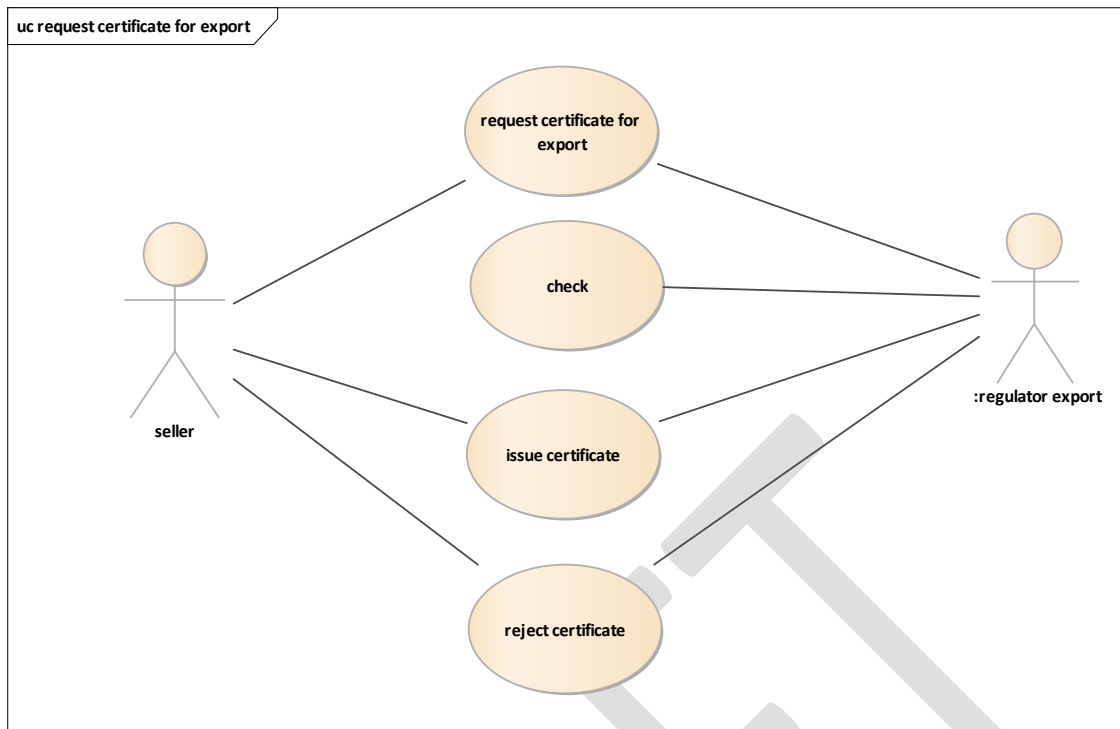 uc request certificate for export
request certificate for
export
check
seller
:regulator export
issue certificate
reject certificate